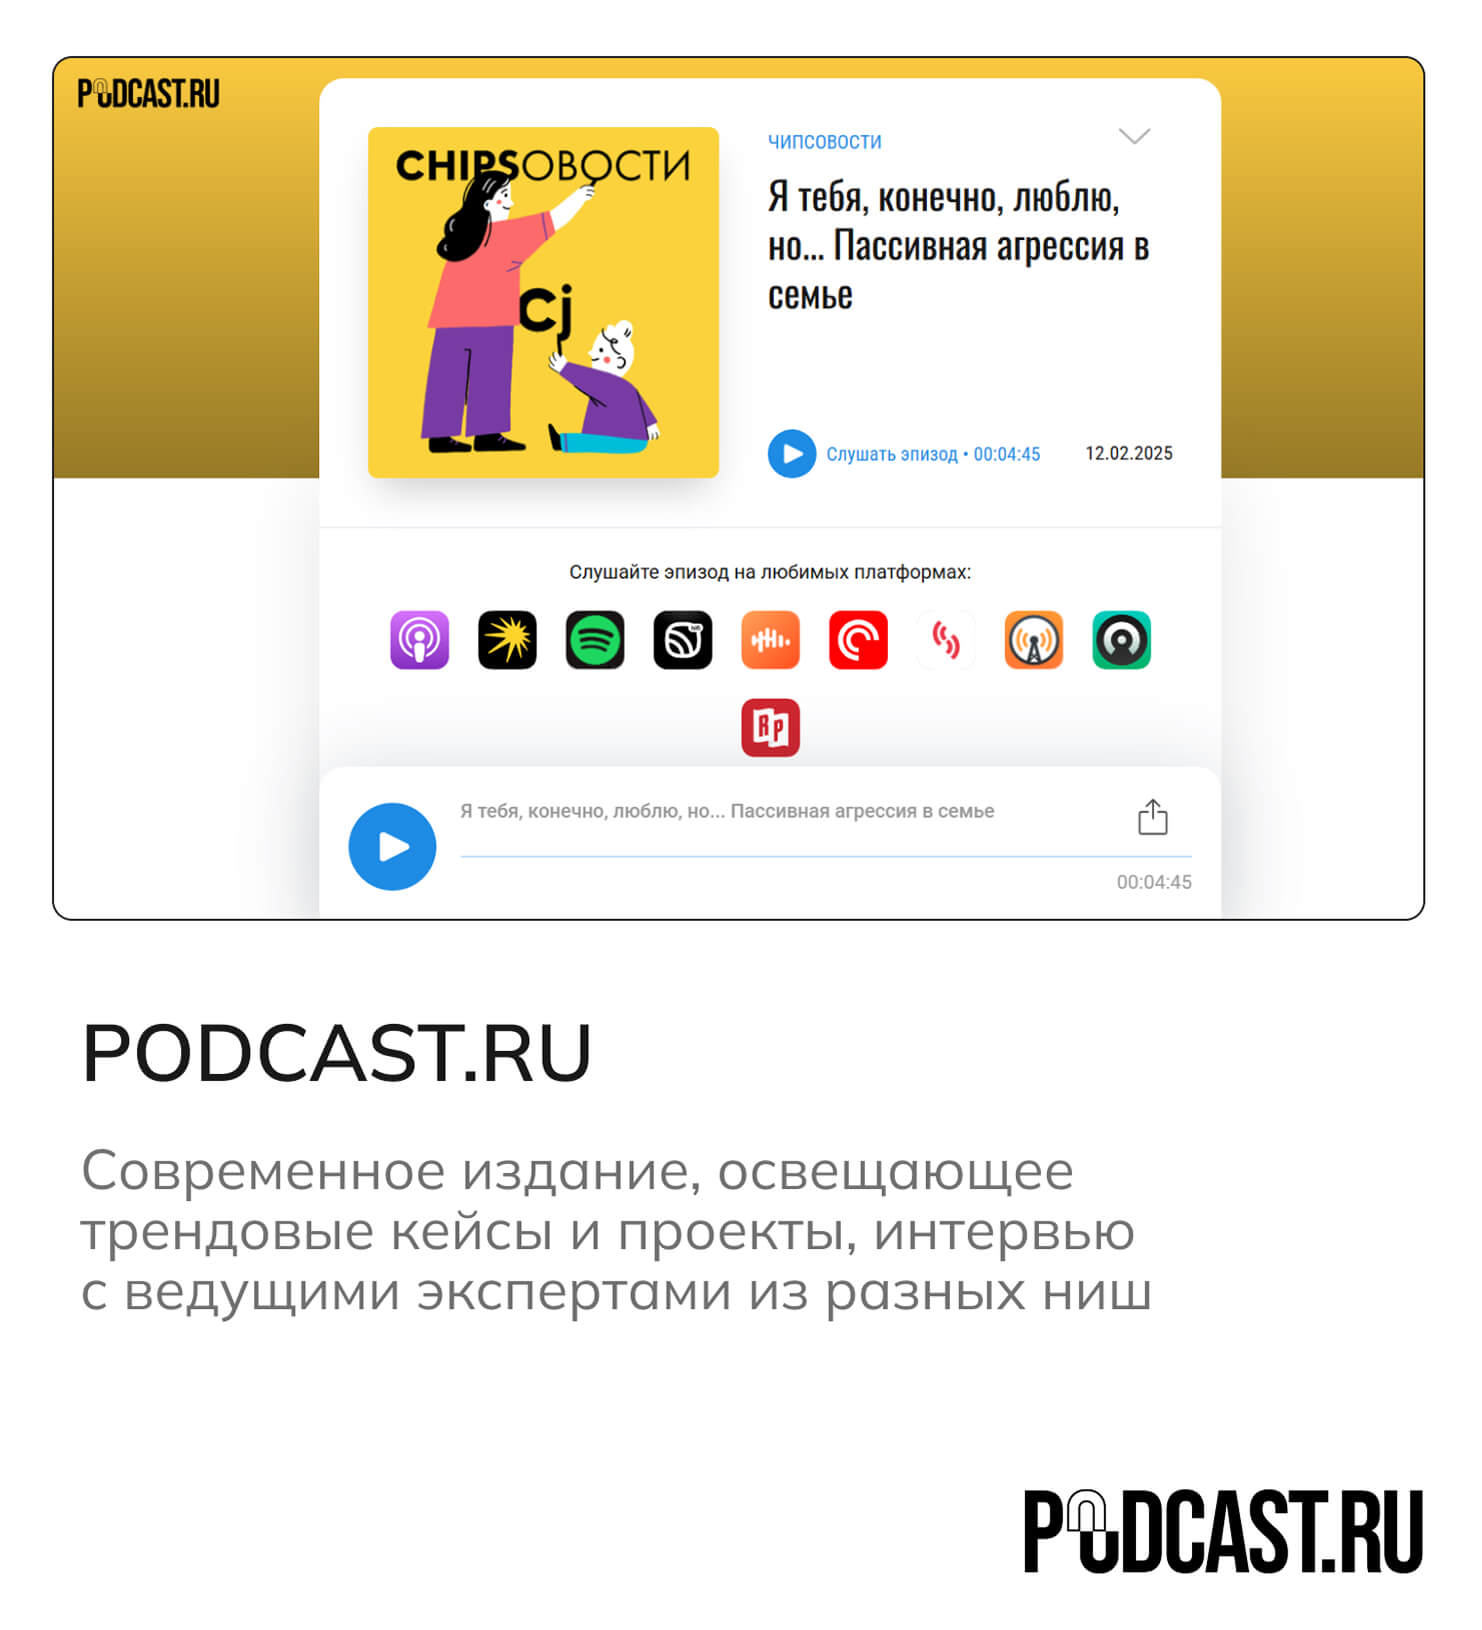 PODCAST.RU
CHIPSОВОСТИ
Cj
ЧИПСОВОСТИ
Я тебя, конечно, люблю,
но... Пассивная агрессия в
семье
Слушать эпизод • 00:04:45
12.02.2025
Слушайте эпизод на любимых платформах:
RP
Я тебя, конечно, люблю, но... Пассивная агрессия в семье
00:04:45
PODCAST.RU
Современное издание, освещающее
трендовые кейсы и проекты, интервью
с ведущими экспертами из разных ниш
PODCAST.RU